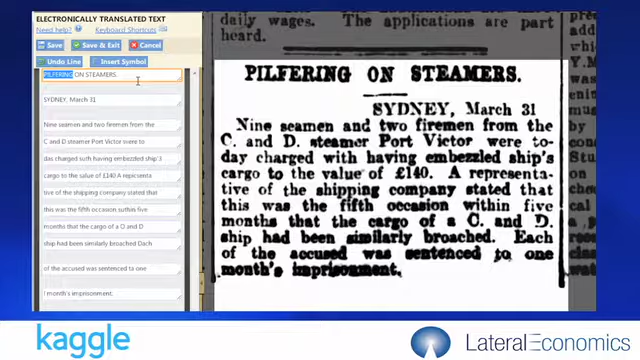 ELECTRONICALLY TRANSLATED TEXT
Need help?
Keyboard Shortcuts
Save
Save & Exit
Cancel
Undo Line
Insert Symbol
PILFERING ON STEAMERS.
SYDNEY, March 31
Nine seamen and two firemen from the
C and D steamer Port Victor were to
das charged suth having embezzled ship's
cargo to the value of £140 A representa
tive of the shipping company stated that
this was the fifth occasion suthis five
months that the cargo of a O and D
ship had been similarly broached Dach
of the accused was sentenced to one
! month's imprisonment.
daily wages. The applications are part
heard.
PILFERING ON STEAMERS.
SYDNEY, March 31
Nine seamen and two firemen from the
C. and D. steamer Port Victor were to-
day charged with having embezzled ship's
cargo to the value of £140. A representa-
tive of the shipping company stated that
this was the fifth occasion within five
months that the cargo of a C. and D.
ship had been similarly broached. Each
of the accused was sentenced to one
month's imprisonment.
kaggle
LateralEconomics